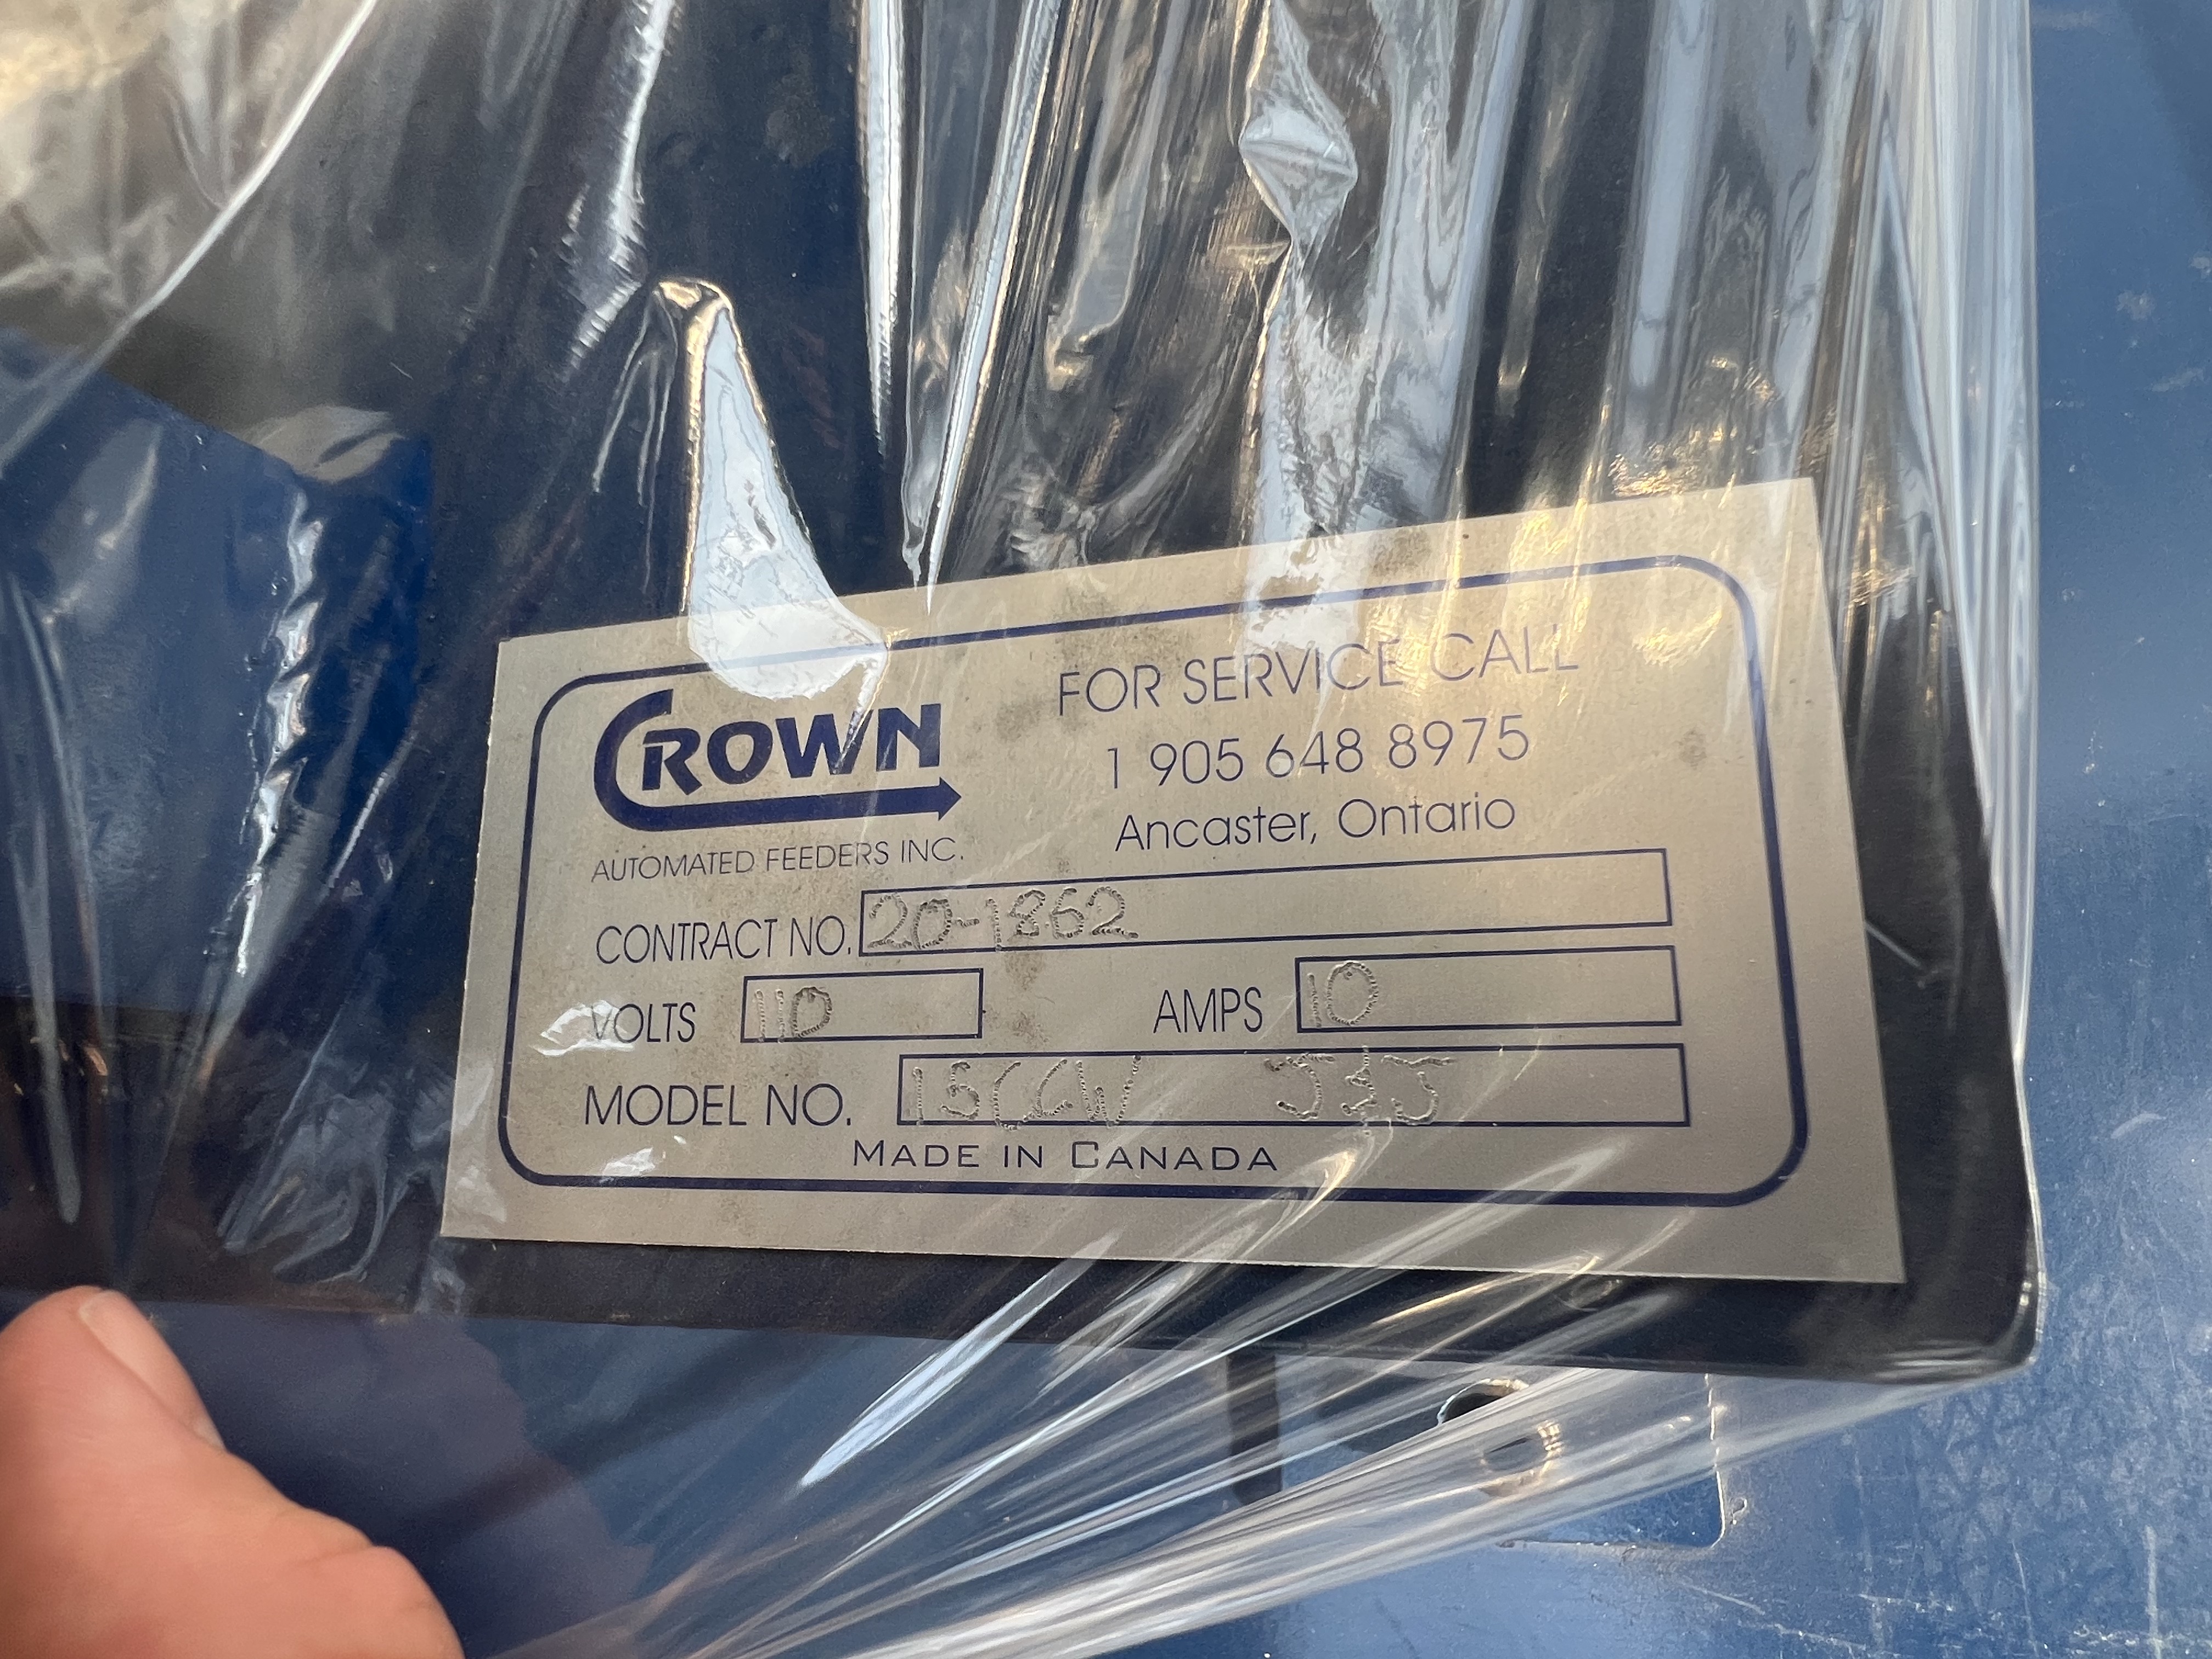 CROWN
AUTOMATED FEEDERS INC.
FOR SERVICE CALL
1 905 648 8975
Ancaster, Ontario
CONTRACT NO. 20-1862
VOLTS 110 AMPS 10
MODEL NO. 15CCW
MADE IN CANADA